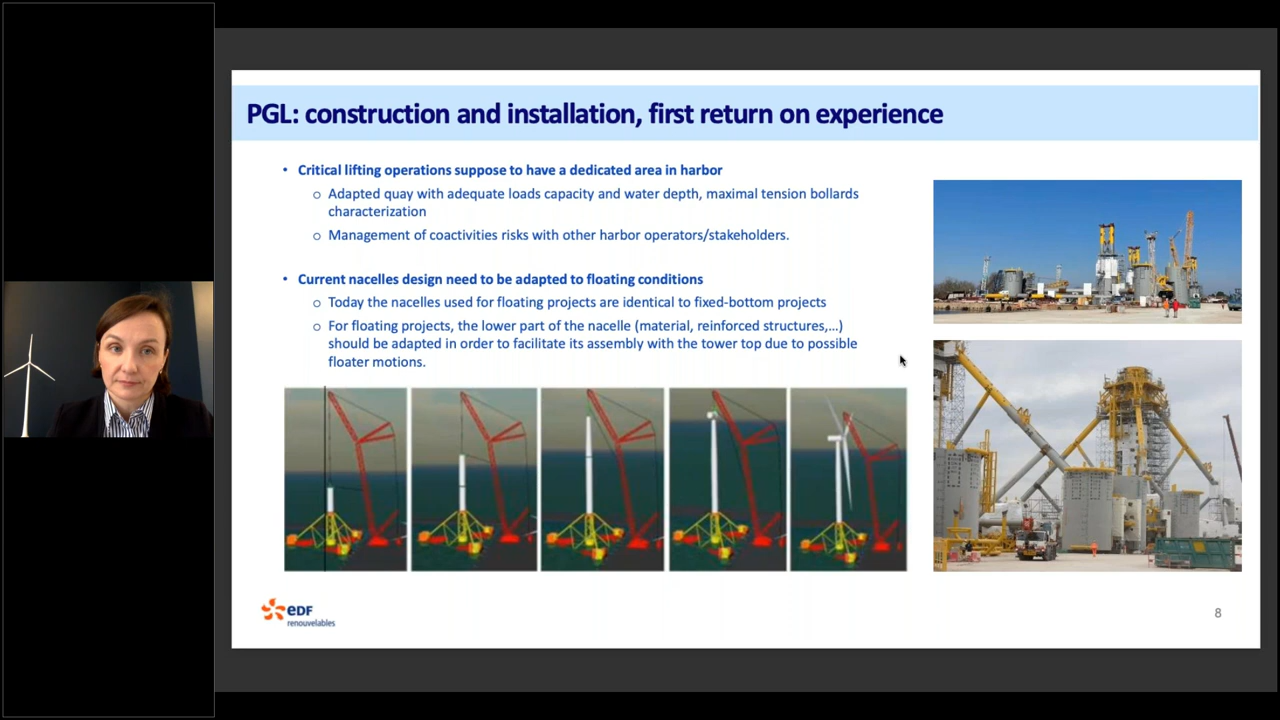 PGL: construction and installation, first return on experience
• Critical lifting operations suppose to have a dedicated area in harbor
o Adapted quay with adequate loads capacity and water depth, maximal tension bollards
characterization
o Management of coactivities risks with other harbor operators/stakeholders.
• Current nacelles design need to be adapted to floating conditions
o Today the nacelles used for floating projects are identical to fixed-bottom projects
o For floating projects, the lower part of the nacelle (material, reinforced structures,...)
should be adapted in order to facilitate its assembly with the tower top due to possible
floater motions.
eDF
renouvelables
8